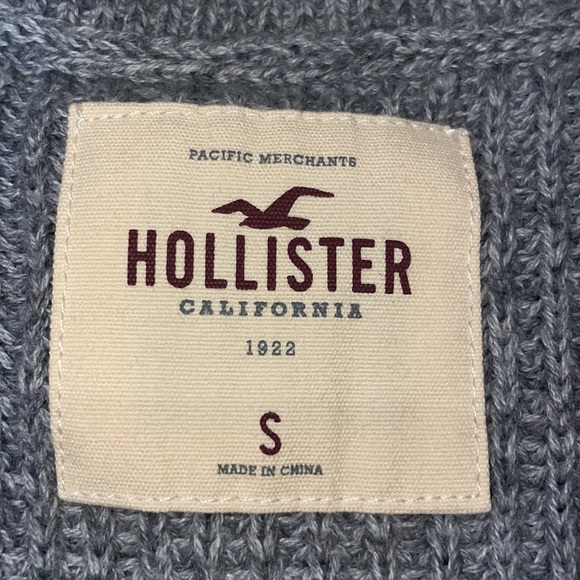 PACIFIC MERCHANTS
HOLLISTER
CALIFORNIA
1922
S
MADE IN CHINA